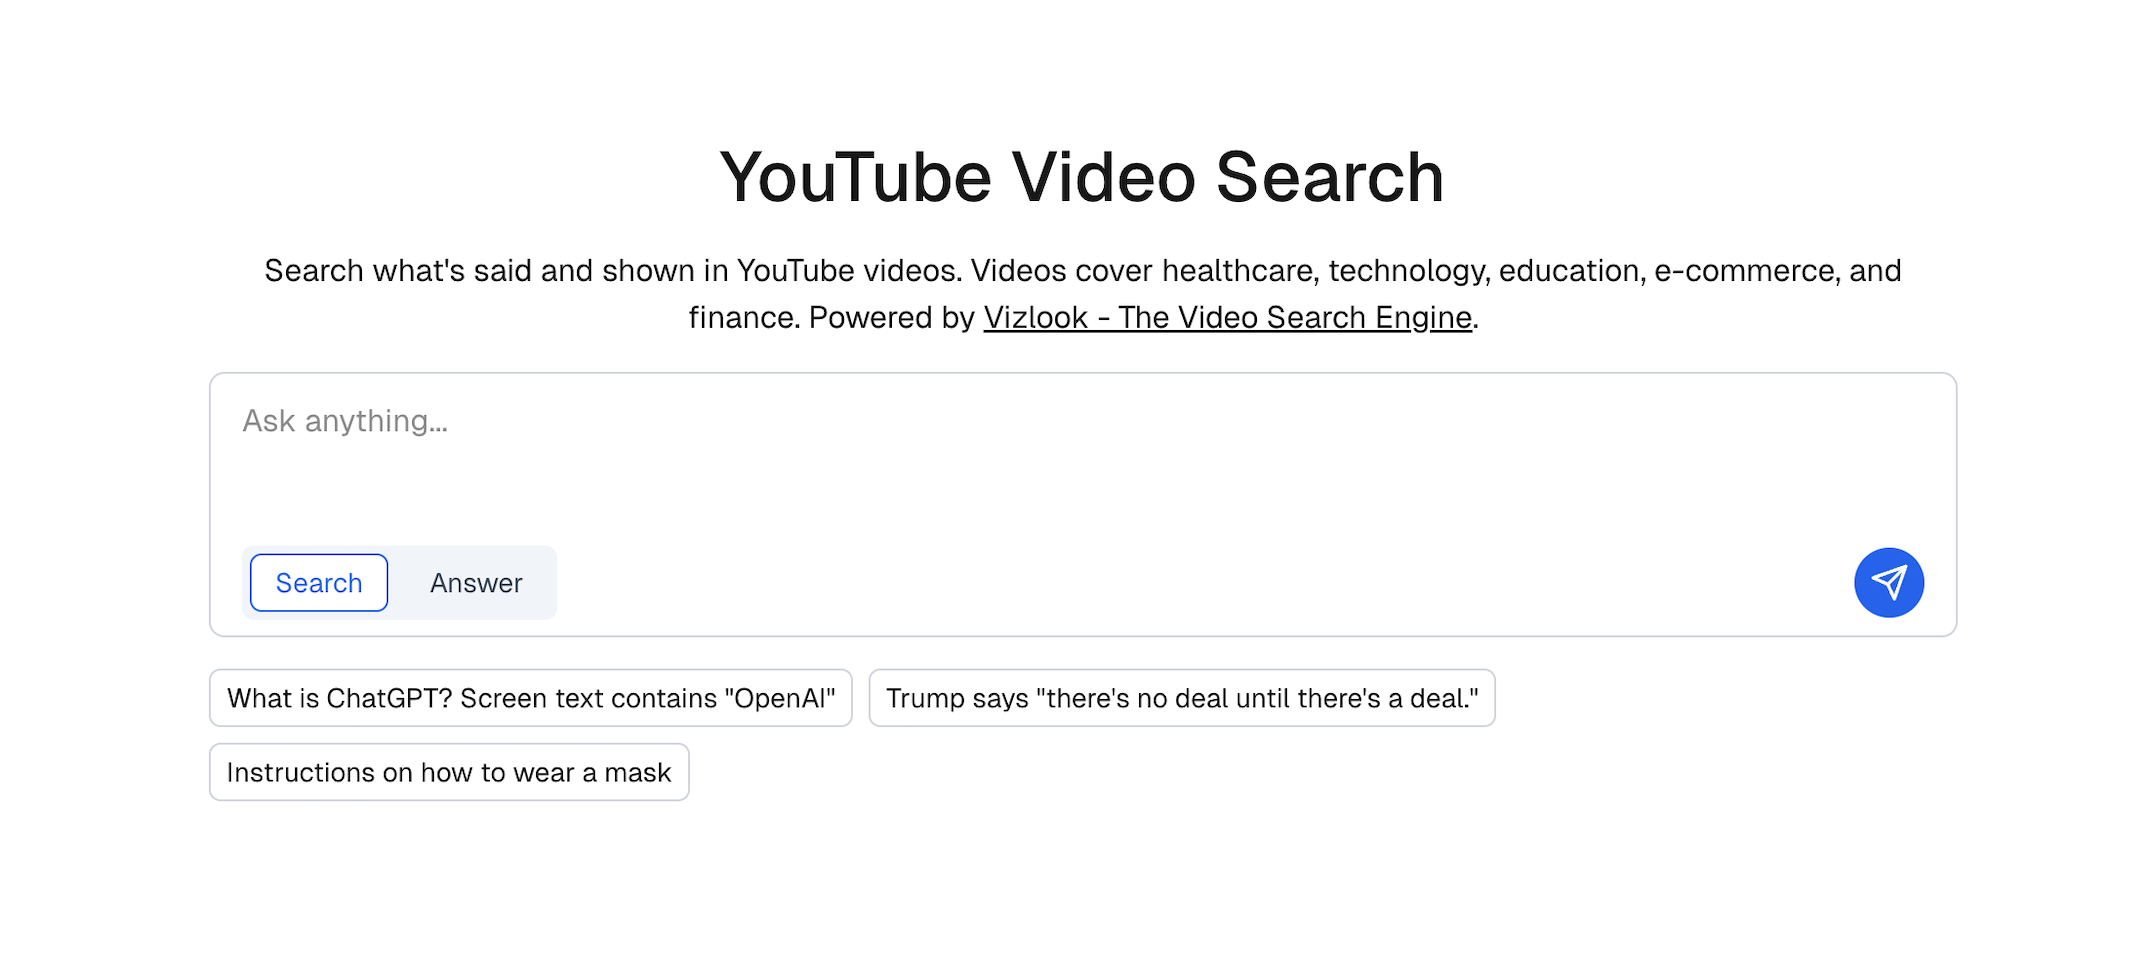 YouTube Video Search
Search what's said and shown in YouTube videos. Videos cover healthcare, technology, education, e-commerce, and
finance. Powered by Vizlook - The Video Search Engine.
Ask anything...
Search Answer
What is ChatGPT? Screen text contains "OpenAI" Trump says "there's no deal until there's a deal."
Instructions on how to wear a mask